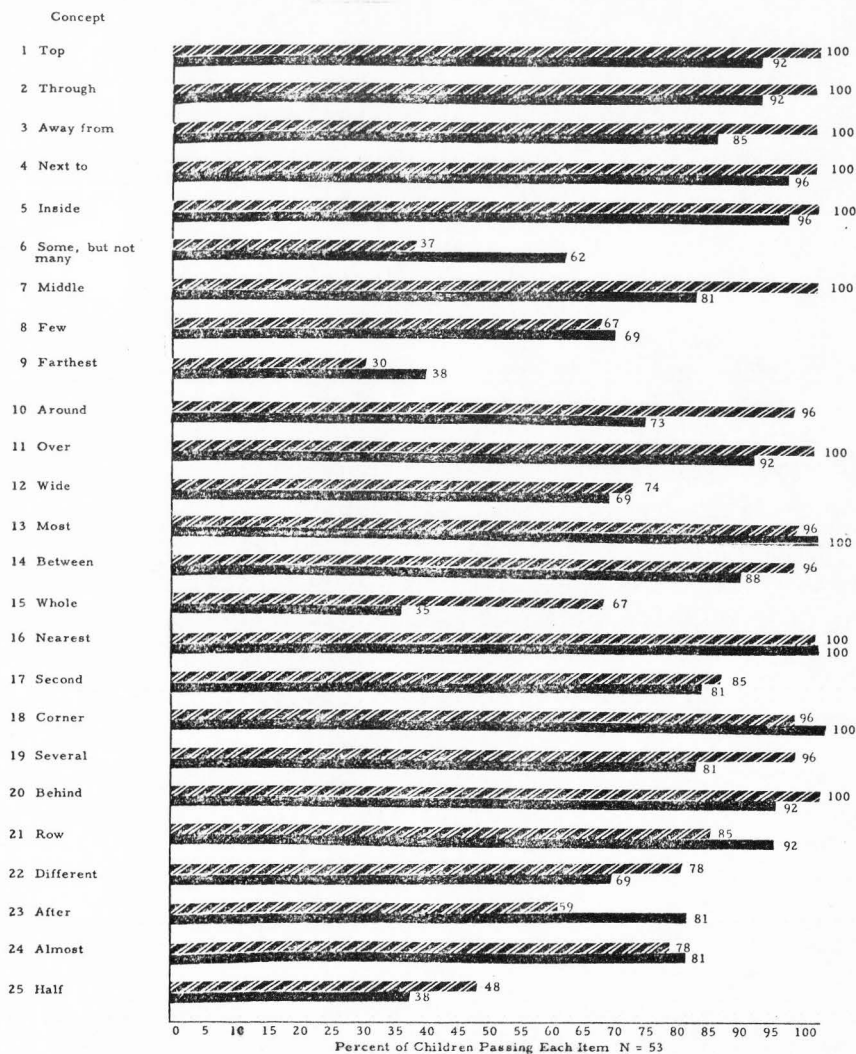 Concept
1 Top 100
92
2 Through 100
92
3 Away from 100
85
4 Next to 100
96
5 Inside 100
96
6 Some, but not many 37
62
7 Middle 100
81
8 Few 67
69
9 Farthest 30
38
10 Around 96
73
11 Over 100
92
12 Wide 74
69
13 Most 96
100
14 Between 96
88
15 Whole 67
35
16 Nearest 100
100
17 Second 85
81
18 Corner 96
100
19 Several 96
81
20 Behind 100
92
21 Row 85
92
22 Different 78
69
23 After 59
81
24 Almost 78
81
25 Half 48
38
0 5 10 15 20 25 30 35 40 45 50 55 60 65 70 75 80 85 90 95 100
Percent of Children Passing Each Item N = 53